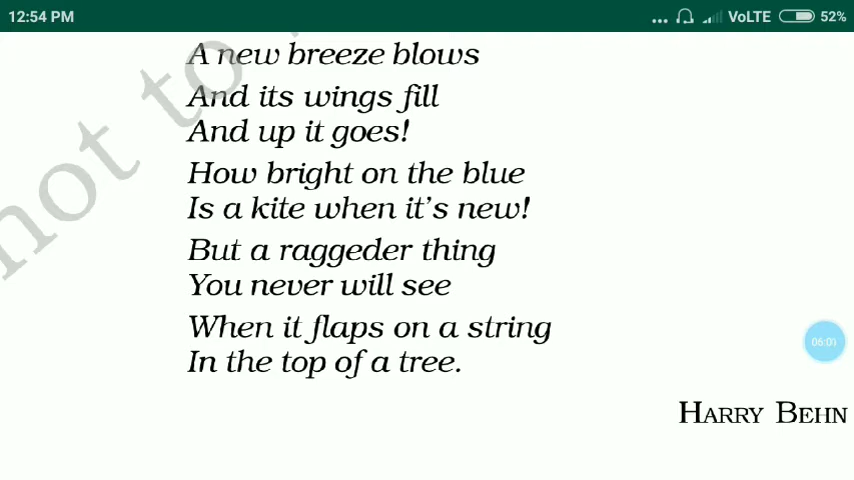 12:54 PM ... VoLTE 52%
A new breeze blows
And its wings fill
And up it goes!
How bright on the blue
Is a kite when it's new!
But a raggeder thing
You never will see
When it flaps on a string
In the top of a tree.
HARRY BEHN
not to
06:01